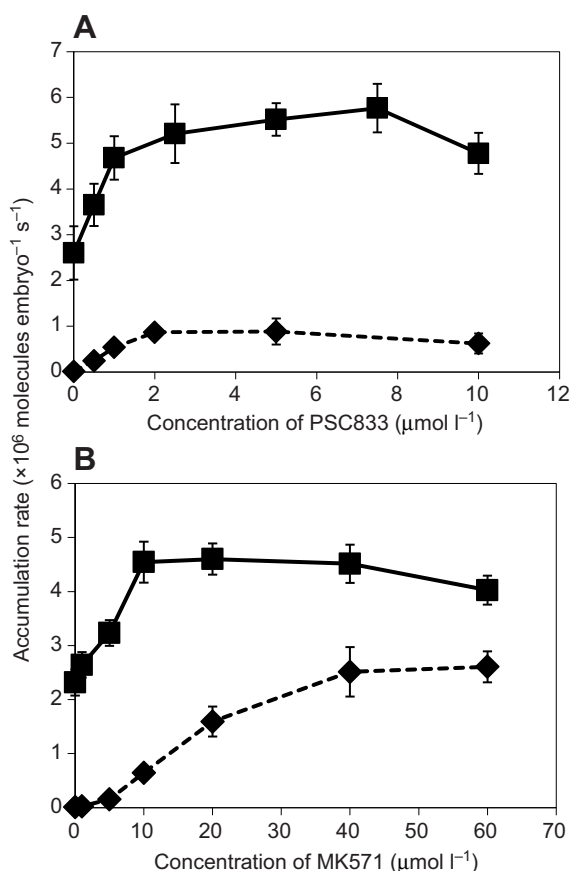 A
7
6
5
4
3
2
1
0
0 2 4 6 8 10 12
Concentration of PSC833 (μmol l⁻¹)
Accumulation rate (×10⁶ molecules embryo⁻¹ s⁻¹)
B
6
5
4
3
2
1
0
0 10 20 30 40 50 60 70
Concentration of MK571 (μmol l⁻¹)